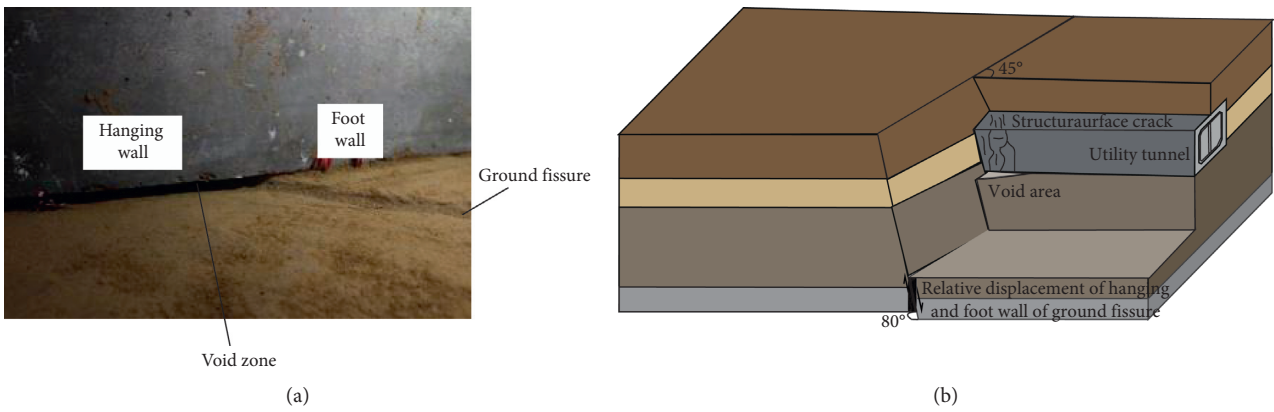 Hanging
wall
Foot
wall
Ground fissure
Void zone
(a)
45°
Structuraurface crack
Utility tunnel
Void area
Relative displacement of hanging
and foot wall of ground fissure
80°
(b)